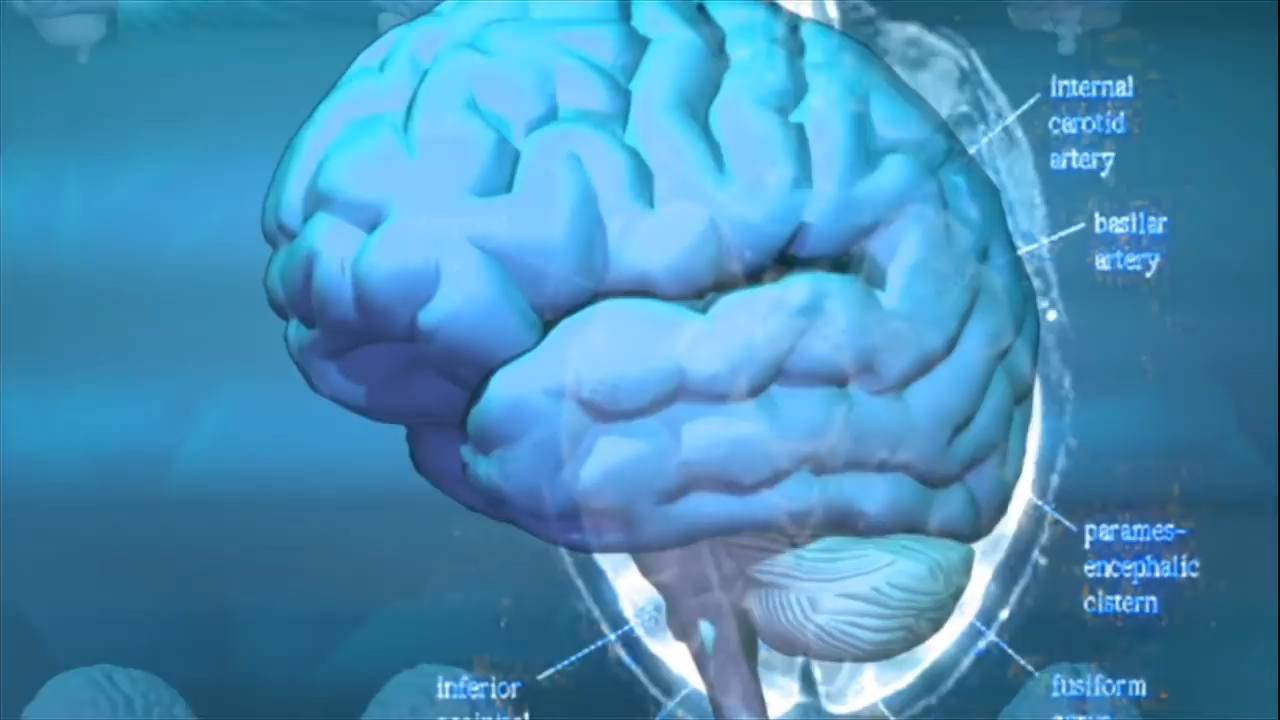 internal
carotid
artery
basilar
artery
parames-
encephalic
cistern
inferior
fusiform